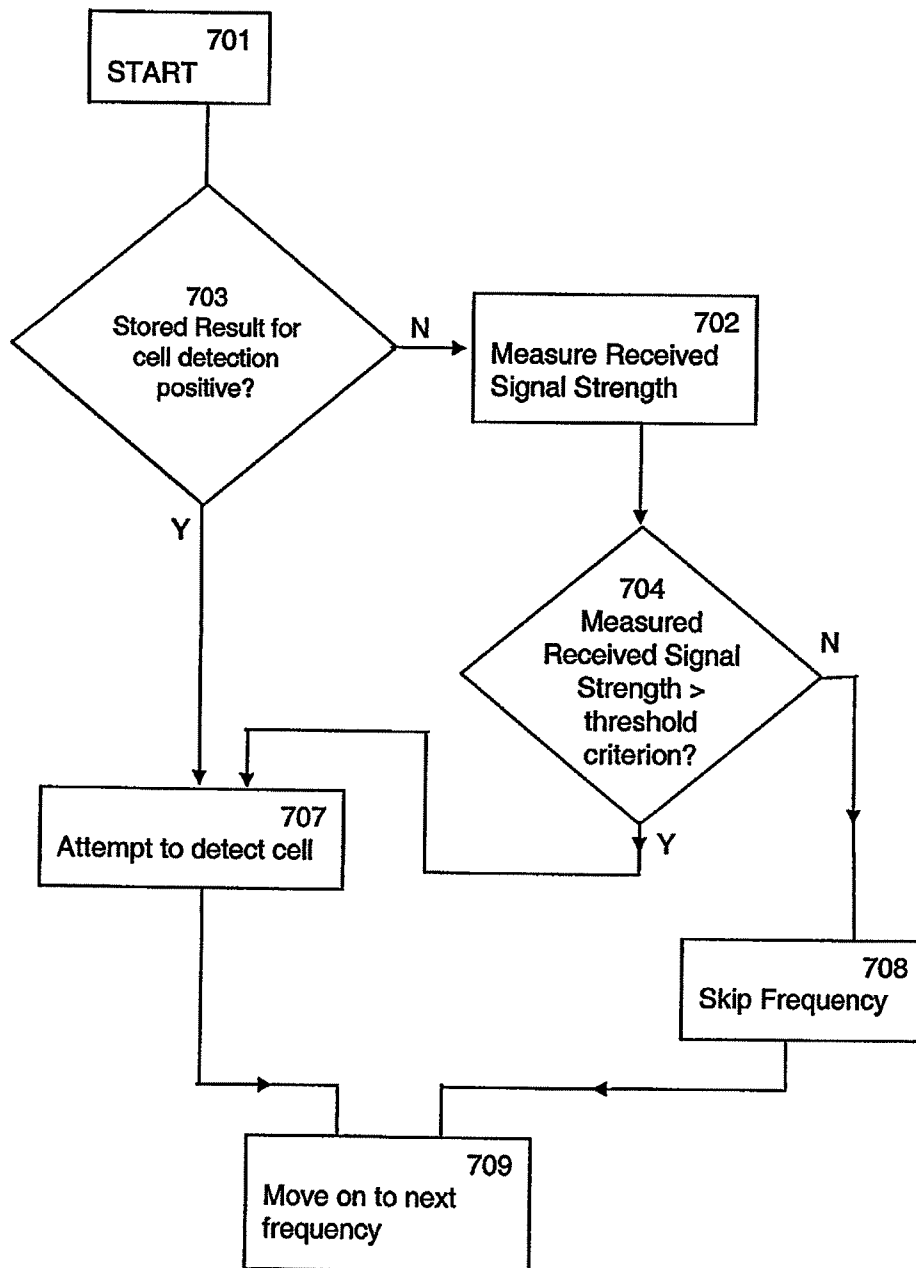 701
START
703
Stored Result for
cell detection
positive?
N
702
Measure Received
Signal Strength
Y
704
Measured
Received Signal
Strength >
threshold
criterion?
N
Y
707
Attempt to detect cell
708
Skip Frequency
709
Move on to next
frequency